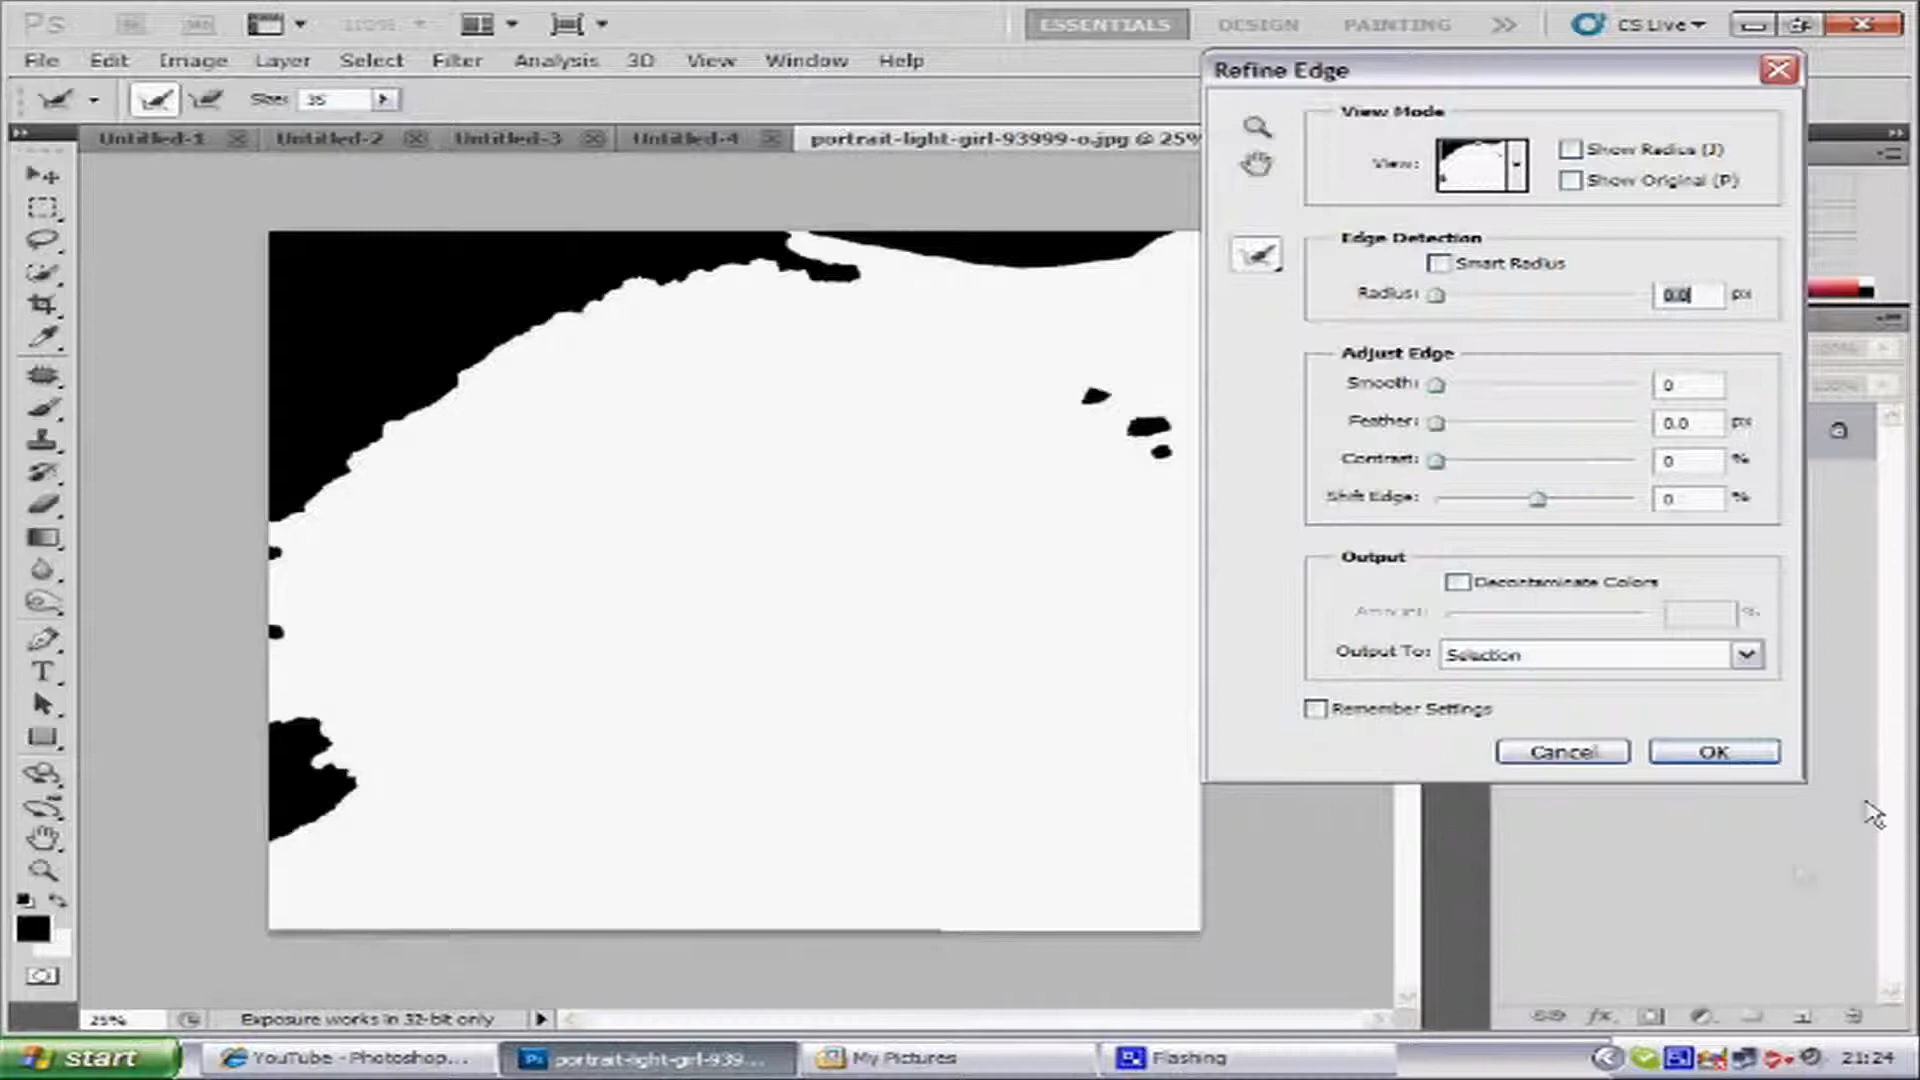 Ps
ESSENTIALS
DESIGN
PAINTING
CS Live
File
Edit
Image
Layer
Select
Filter
Analysis
3D
View
Window
Help
Size:
35
Untitled-1
Untitled-2
Untitled-3
Untitled-4
portrait-light-girl-93999-o.jpg @ 25%
Refine Edge
View Mode
View:
Show Radius (J)
Show Original (P)
Edge Detection
Smart Radius
Radius:
0.0
px
Adjust Edge
Smooth:
0
Feather:
0.0
px
Contrast:
0
%
Shift Edge:
0
%
Output
Decontaminate Colors
Amount:
%
Output To:
Selection
Remember Settings
Cancel
OK
25%
Exposure works in 32-bit only
start
YouTube - Photoshop...
Ps
portrait-light-girl-939...
My Pictures
Flashing
21:24